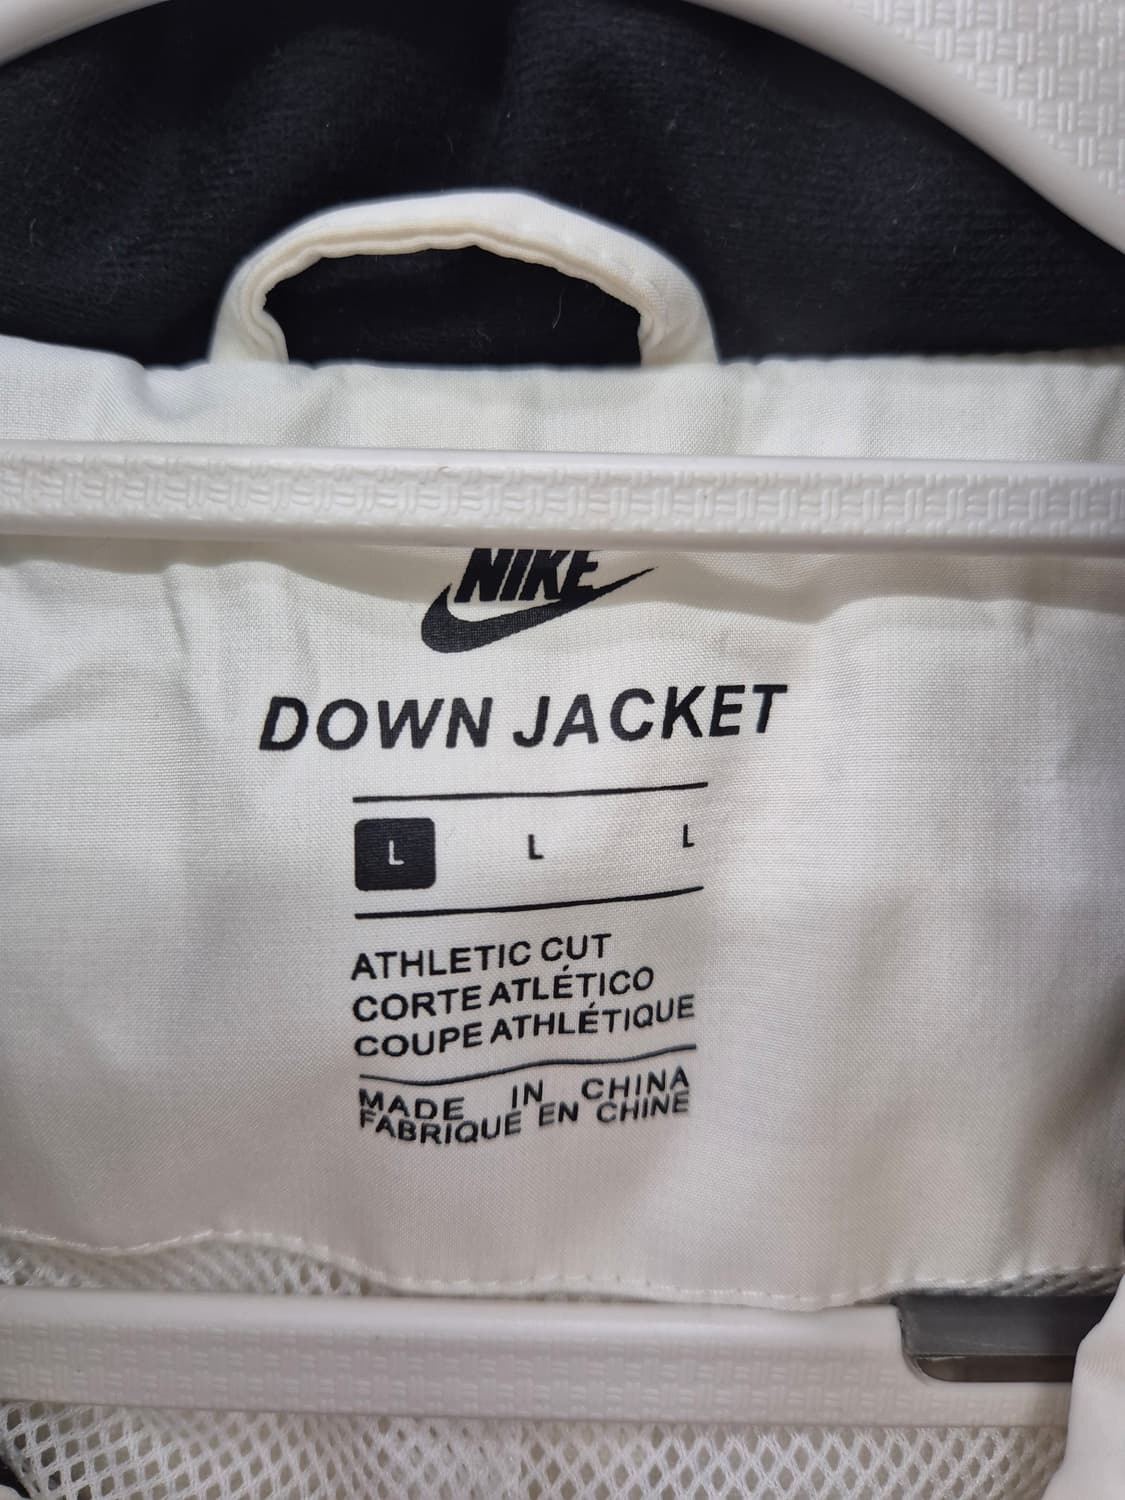 NIKE
DOWN JACKET
L L L
ATHLETIC CUT
CORTE ATLÉTICO
COUPE ATHLÉTIQUE
MADE IN CHINA
FABRIQUE EN CHINE